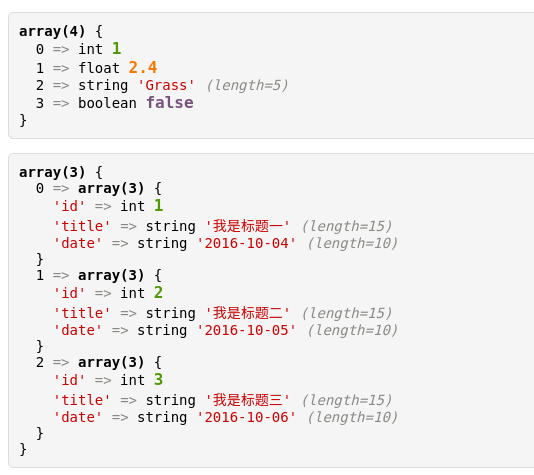 array(4) {
  0 => int 1
  1 => float 2.4
  2 => string 'Grass' (length=5)
  3 => boolean false
}
array(3) {
  0 => array(3) {
    'id' => int 1
    'title' => string '我是标题一' (length=15)
    'date' => string '2016-10-04' (length=10)
  }
  1 => array(3) {
    'id' => int 2
    'title' => string '我是标题二' (length=15)
    'date' => string '2016-10-05' (length=10)
  }
  2 => array(3) {
    'id' => int 3
    'title' => string '我是标题三' (length=15)
    'date' => string '2016-10-06' (length=10)
  }
}